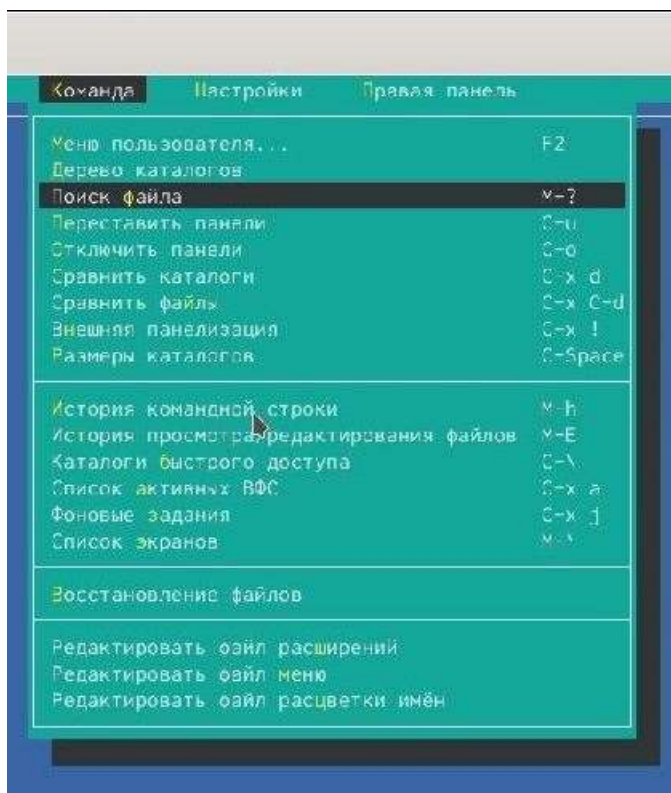 Команда Настройки Правая панель
Меню пользователя... F2
Дерево каталогов
Поиск файла M-?
Переставить панели C-u
Отключить панели C-o
Сравнить каталоги C-x d
Сравнить файлы C-x C-d
Внешняя панелизация C-x !
Размеры каталогов C-Space
История командной строки M-h
История просмотра/редактирования файлов M-E
Каталоги быстрого доступа C-\
Список активных ВФС C-x a
Фоновые задания C-x j
Список экранов M-`
Восстановление файлов
Редактировать файл расширений
Редактировать файл меню
Редактировать файл расцветки имён